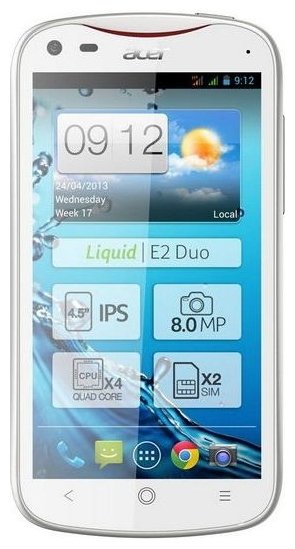 acer
9:12
09 12
24/04/2013
Wednesday
Week 17
Local
Liquid | E2 Duo
4.5" IPS
8.0 MP
CPU X4
QUAD CORE
X2
SIM